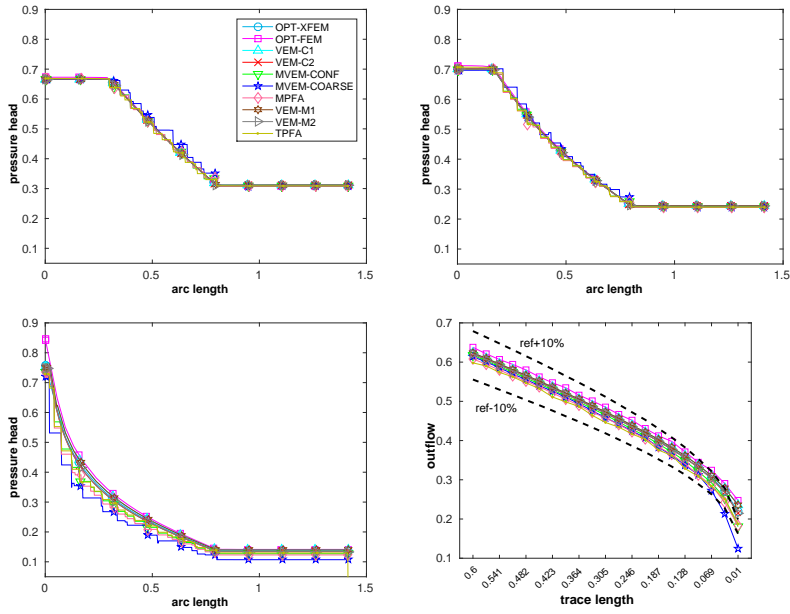 0.9
0.8
0.7
0.6
0.5
0.4
0.3
0.2
0.1
pressure head
0
0.5
1
1.5
arc length
OPT-XFEM
OPT-FEM
VEM-C1
VEM-C2
MVEM-CONF
MVEM-COARSE
MPFA
VEM-M1
VEM-M2
TPFA
0.9
0.8
0.7
0.6
0.5
0.4
0.3
0.2
0.1
pressure head
0
0.5
1
1.5
arc length
0.9
0.8
0.7
0.6
0.5
0.4
0.3
0.2
0.1
pressure head
0
0.5
1
1.5
arc length
0.7
0.6
0.5
0.4
0.3
0.2
0.1
outflow
ref+10%
ref-10%
0.6
0.541
0.482
0.423
0.364
0.305
0.246
0.187
0.128
0.069
0.01
trace length